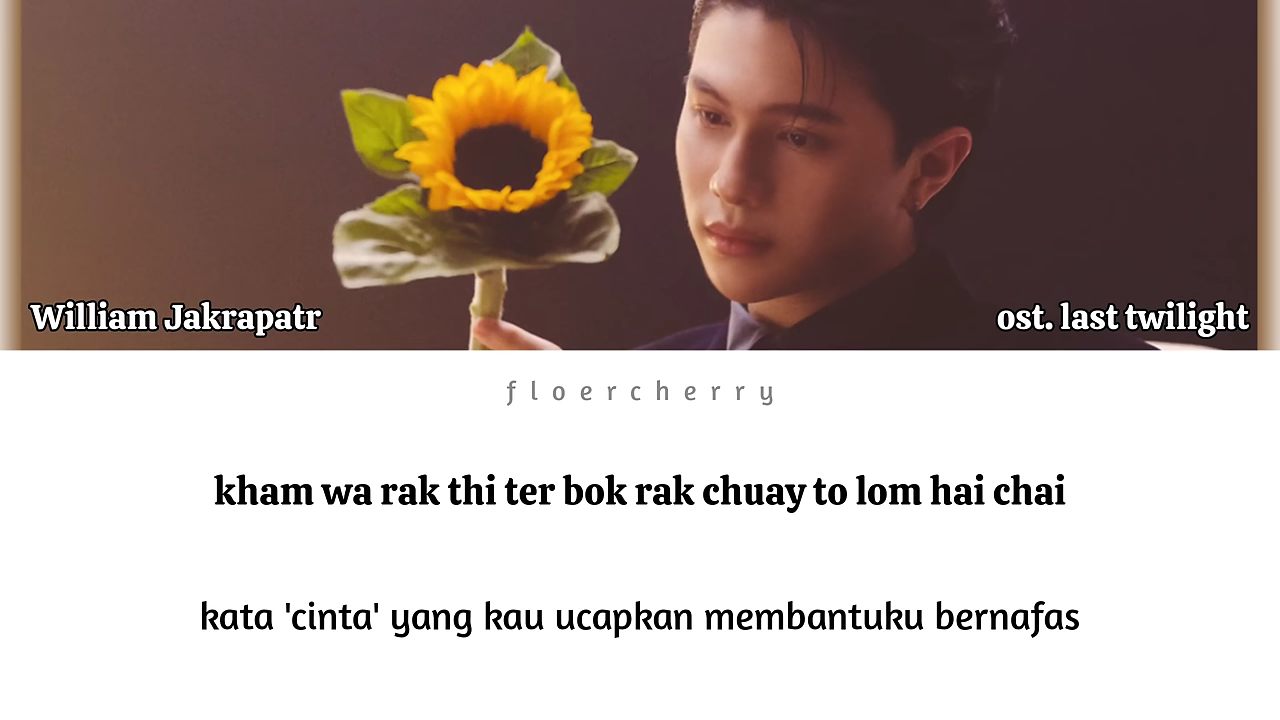 William Jakrapatr
ost. last twilight
floercherry
kham wa rak thi ter bok rak chuay to lom hai chai
kata 'cinta' yang kau ucapkan membantuku bernafas